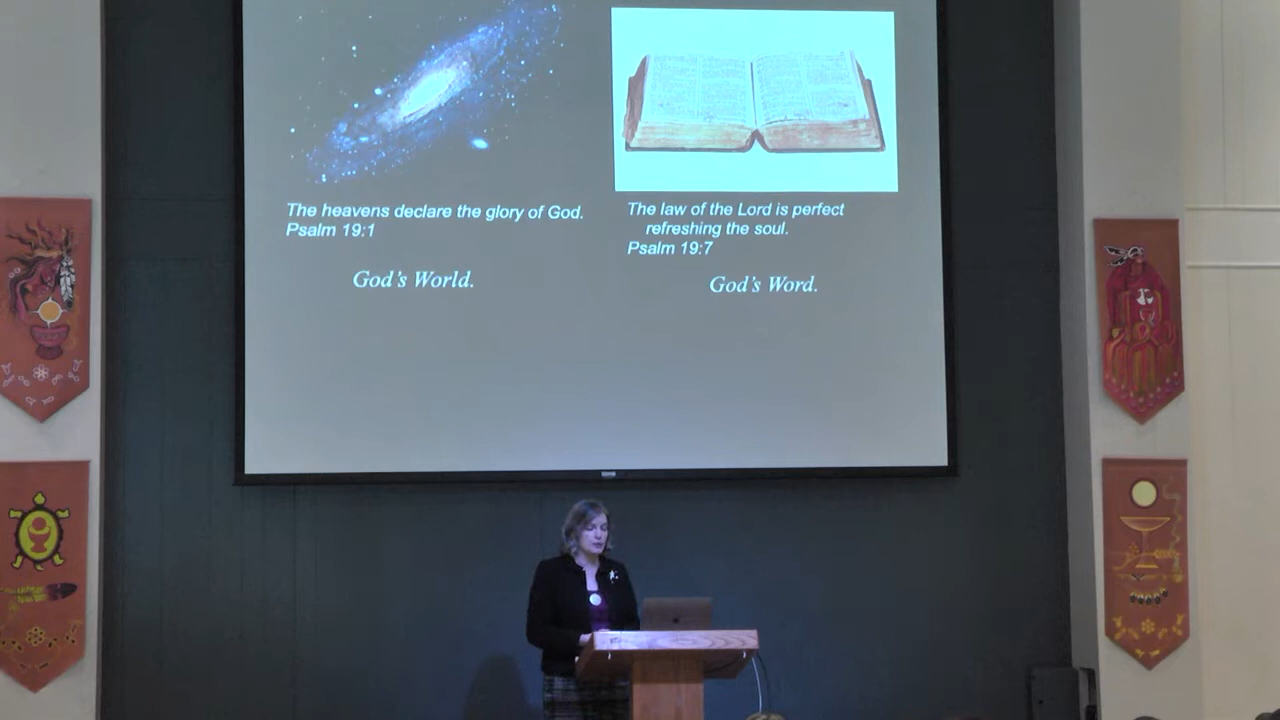 The heavens declare the glory of God.
Psalm 19:1
God's World.
The law of the Lord is perfect
refreshing the soul.
Psalm 19:7
God's Word.